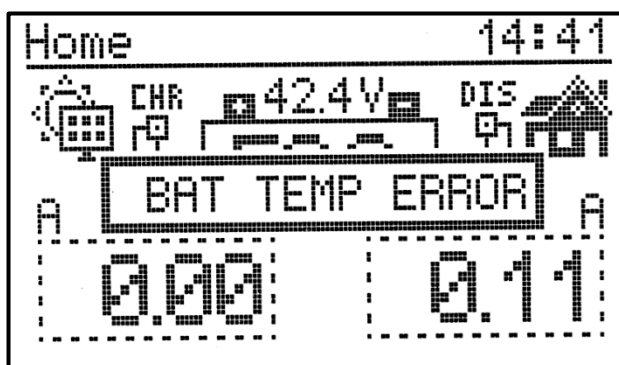 Home 14:41
CHR 42.4V DIS
BAT TEMP ERROR
A A
0.00 0.11